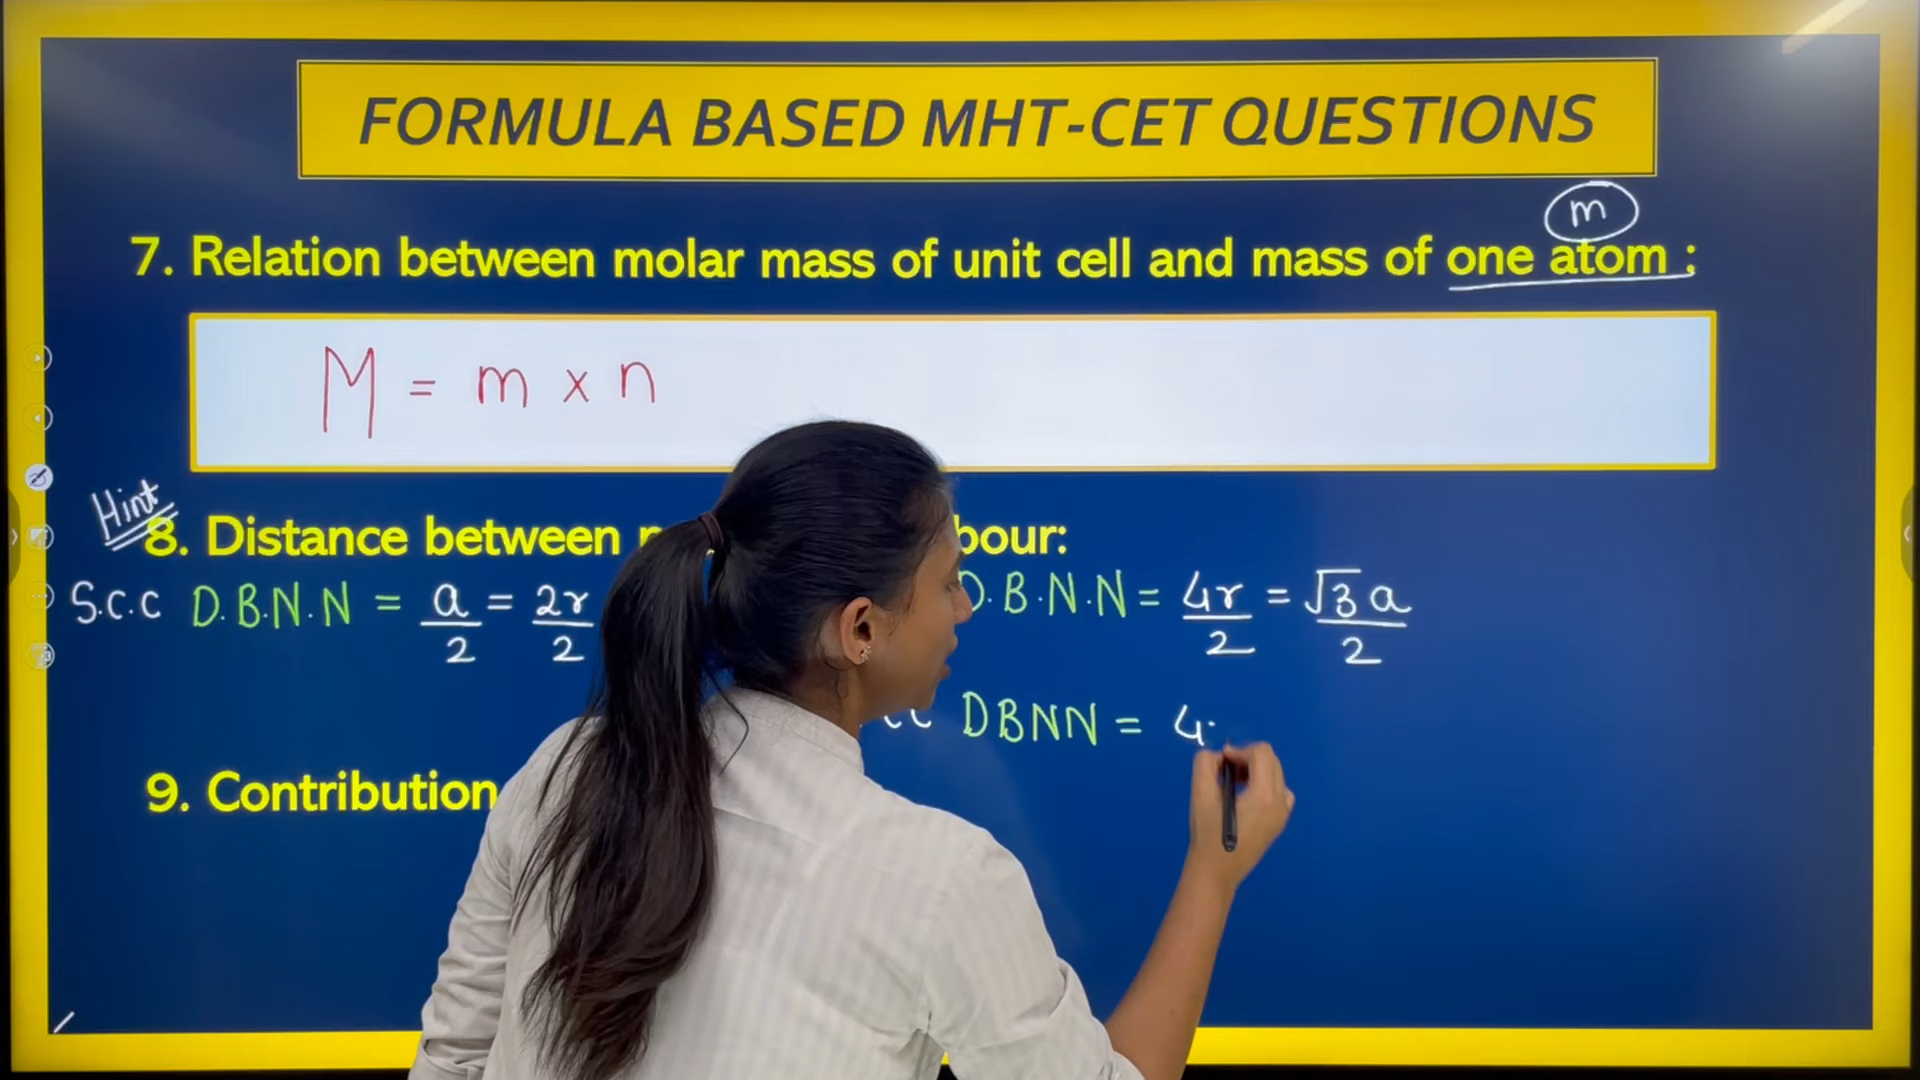 FORMULA BASED MHT-CET QUESTIONS
m
7. Relation between molar mass of unit cell and mass of one atom :
M = m x n
Hint
8. Distance between bour:
S.C.C D.B.N.N = a/2 = 2r/2
D.B.N.N = 4r/2 = √3a/2
DBNN = 4
9. Contribution